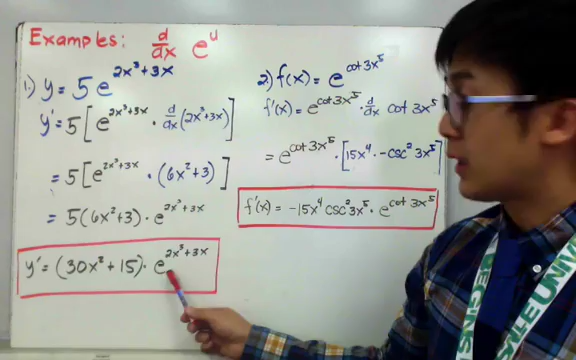 Examples: d/dx e^u
1.) y = 5e^(2x³+3x)
y' = 5[e^(2x³+3x) · d/dx(2x³+3x)]
= 5[e^(2x³+3x) · (6x²+3)]
= 5(6x²+3) · e^(2x³+3x)
y' = (30x²+15) · e^(2x³+3x)
2.) f(x) = e^(cot 3x⁵)
f'(x) = e^(cot 3x⁵) · d/dx cot 3x⁵
= e^(cot 3x⁵) · [15x⁴ · -csc² 3x⁵]
f'(x) = -15x⁴ csc² 3x⁵ · e^(cot 3x⁵)
BEGINS
UNIVE